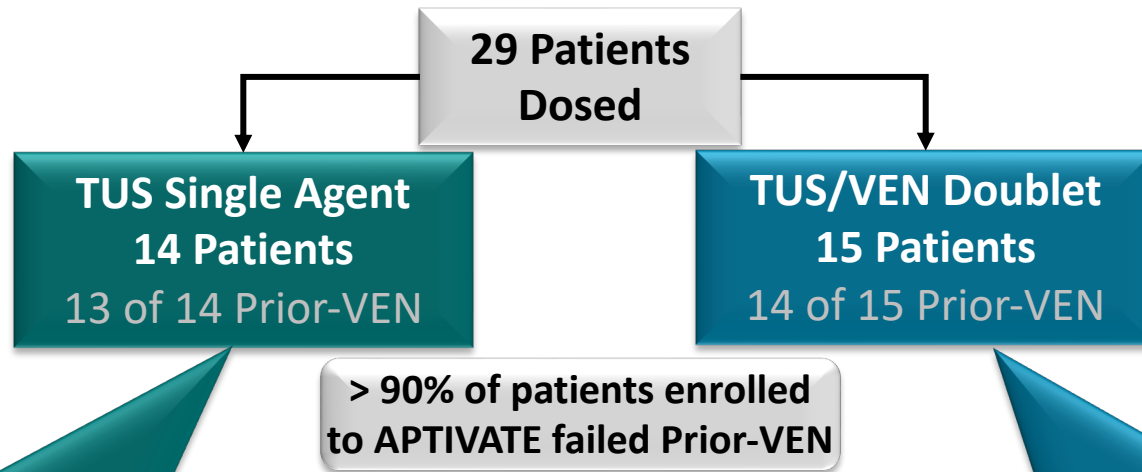 29 Patients
Dosed
TUS Single Agent
14 Patients
13 of 14 Prior-VEN
TUS/VEN Doublet
15 Patients
14 of 15 Prior-VEN
> 90% of patients enrolled
to APTIVATE failed Prior-VEN